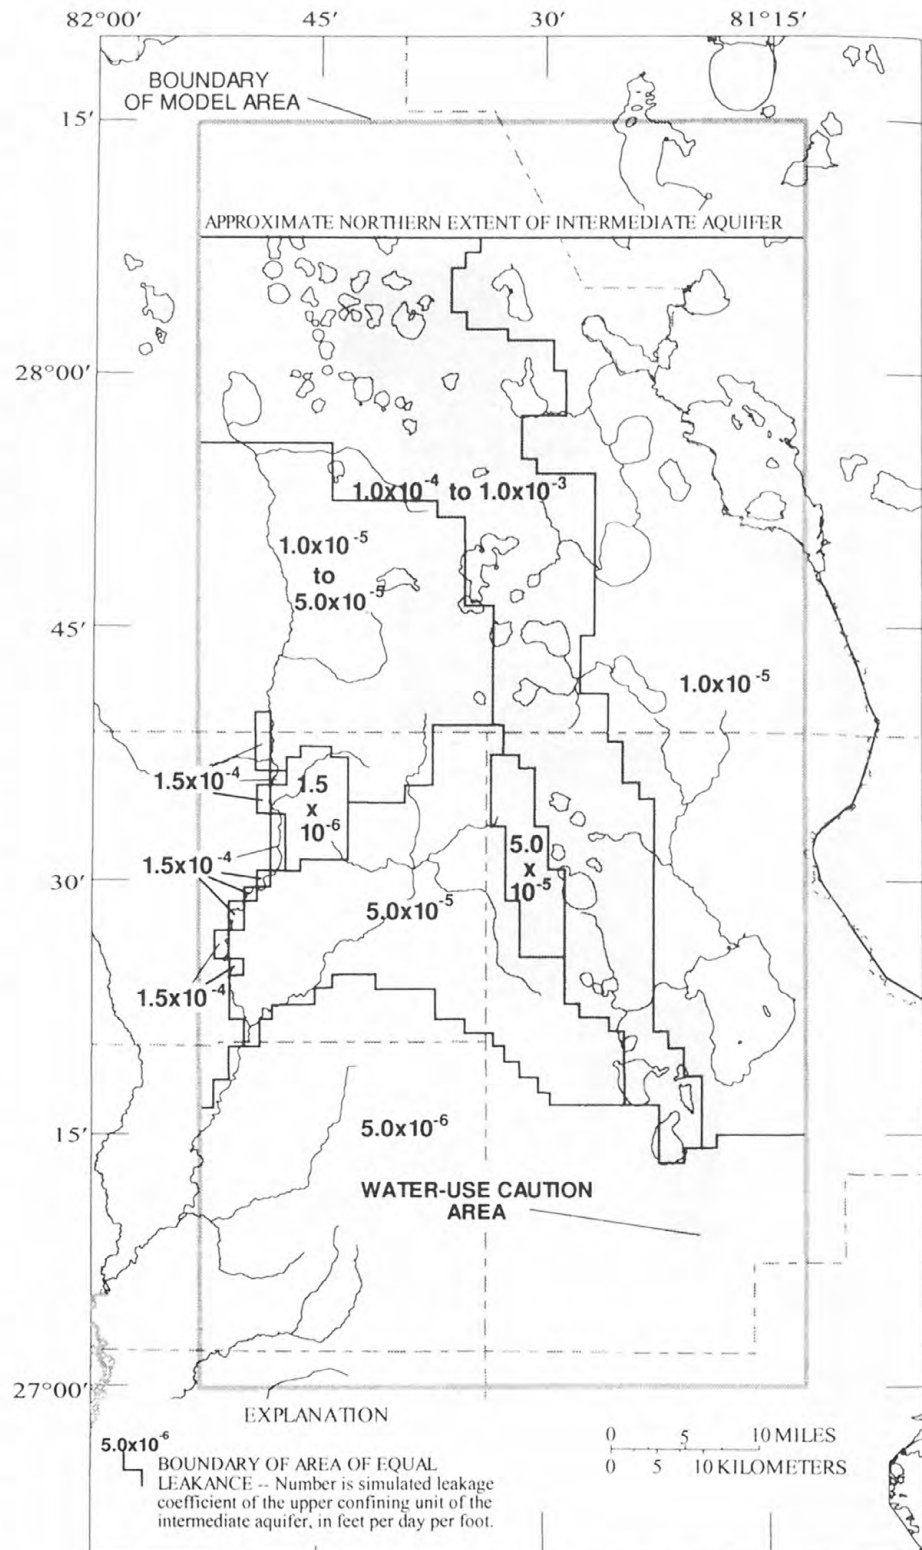 82°00′ 45′ 30′ 81°15′
BOUNDARY
OF MODEL AREA
15′
APPROXIMATE NORTHERN EXTENT OF INTERMEDIATE AQUIFER
28°00′
1.0x10⁻⁴ to 1.0x10⁻³
1.0x10⁻⁵
to
5.0x10⁻⁵
45′
1.0x10⁻⁵
1.5x10⁻⁴
1.5
x
10⁻⁶
1.5x10⁻⁴
5.0
x
10⁻⁵
30′
5.0x10⁻⁵
1.5x10⁻⁴
15′
5.0x10⁻⁶
WATER-USE CAUTION
AREA
27°00′
EXPLANATION
5.0x10⁻⁶
BOUNDARY OF AREA OF EQUAL
LEAKANCE -- Number is simulated leakage
coefficient of the upper confining unit of the
intermediate aquifer, in feet per day per foot.
0 5 10 MILES
0 5 10 KILOMETERS